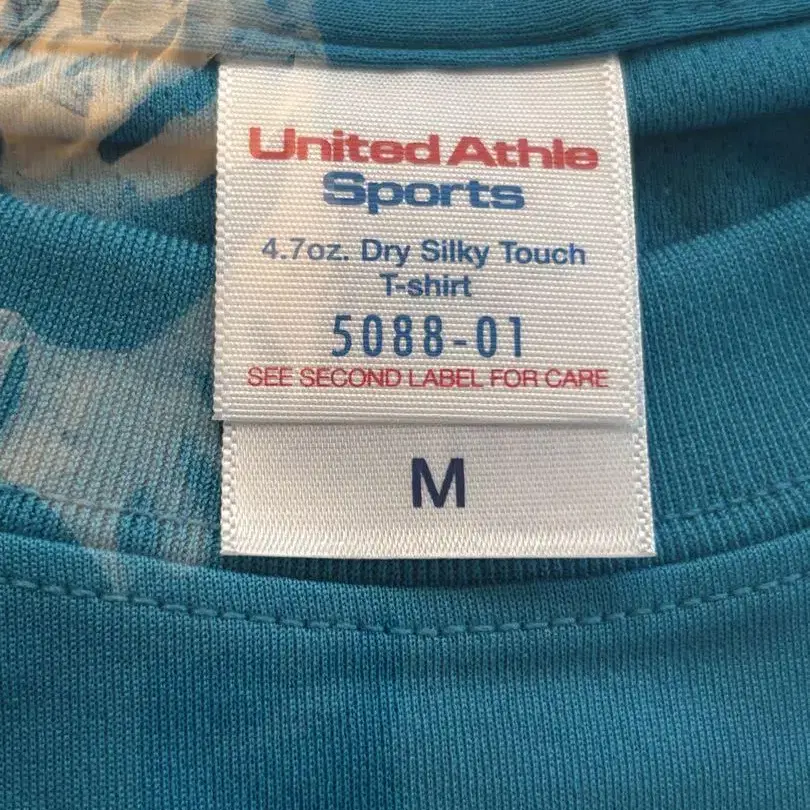 United Athle
Sports
4.7oz. Dry Silky Touch
T-shirt
5088-01
SEE SECOND LABEL FOR CARE
M